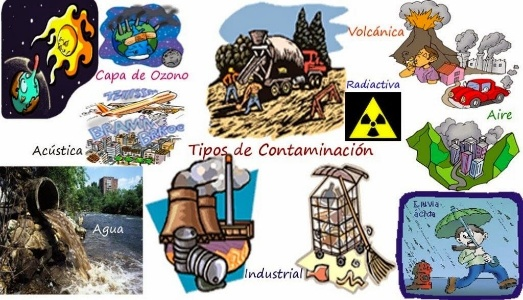 Volcánica
Capa de Ozono
Radiactiva
Aire
Acústica
Tipos de Contaminación
Lluvia
ácida
Agua
Industrial